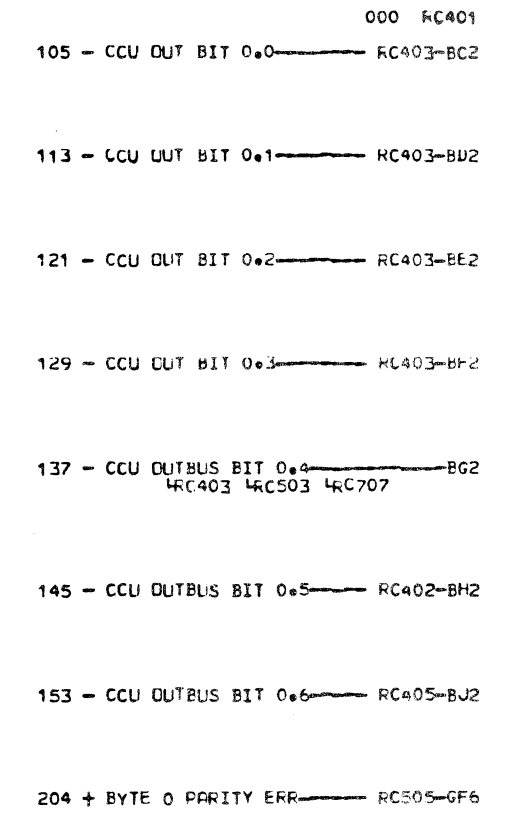 000 RC401
105 - CCU OUT BIT 0.0 RC403-BC2
113 - CCU OUT BIT 0.1 RC403-BD2
121 - CCU OUT BIT 0.2 RC403-BE2
129 - CCU OUT BIT 0.3 RC403-BF2
137 - CCU OUTBUS BIT 0.4 BG2
RC403 RC503 RC707
145 - CCU OUTBUS BIT 0.5 RC402-BH2
153 - CCU OUTBUS BIT 0.6 RC405-BJ2
204 + BYTE 0 PARITY ERR RC505-GF6